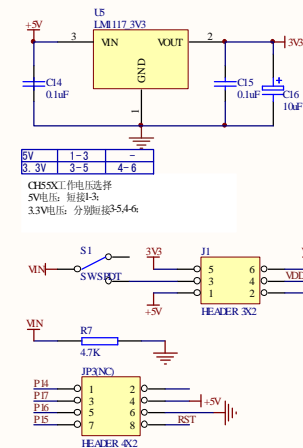 U5
LM1117_3V3
+5V
3
VIN
VOUT
2
3V3
GND
1
C14
0.1uF
C15
0.1uF
C16
10uF
5V 1-3 -
3.3V 3-5 4-6
CH55X工作电压选择
5V电压：短接1-3;
3.3V电压：分别短接3-5,4-6;
S1
VIN
SWSPDT
3V3
J1
5 6
3 4
1 2
VDD
+5V
HEADER 3X2
VIN
R7
4.7K
JP3(NC)
P14 1 2
P17 3 4 +5V
P16 5 6
P15 7 8 RST
HEADER 4X2